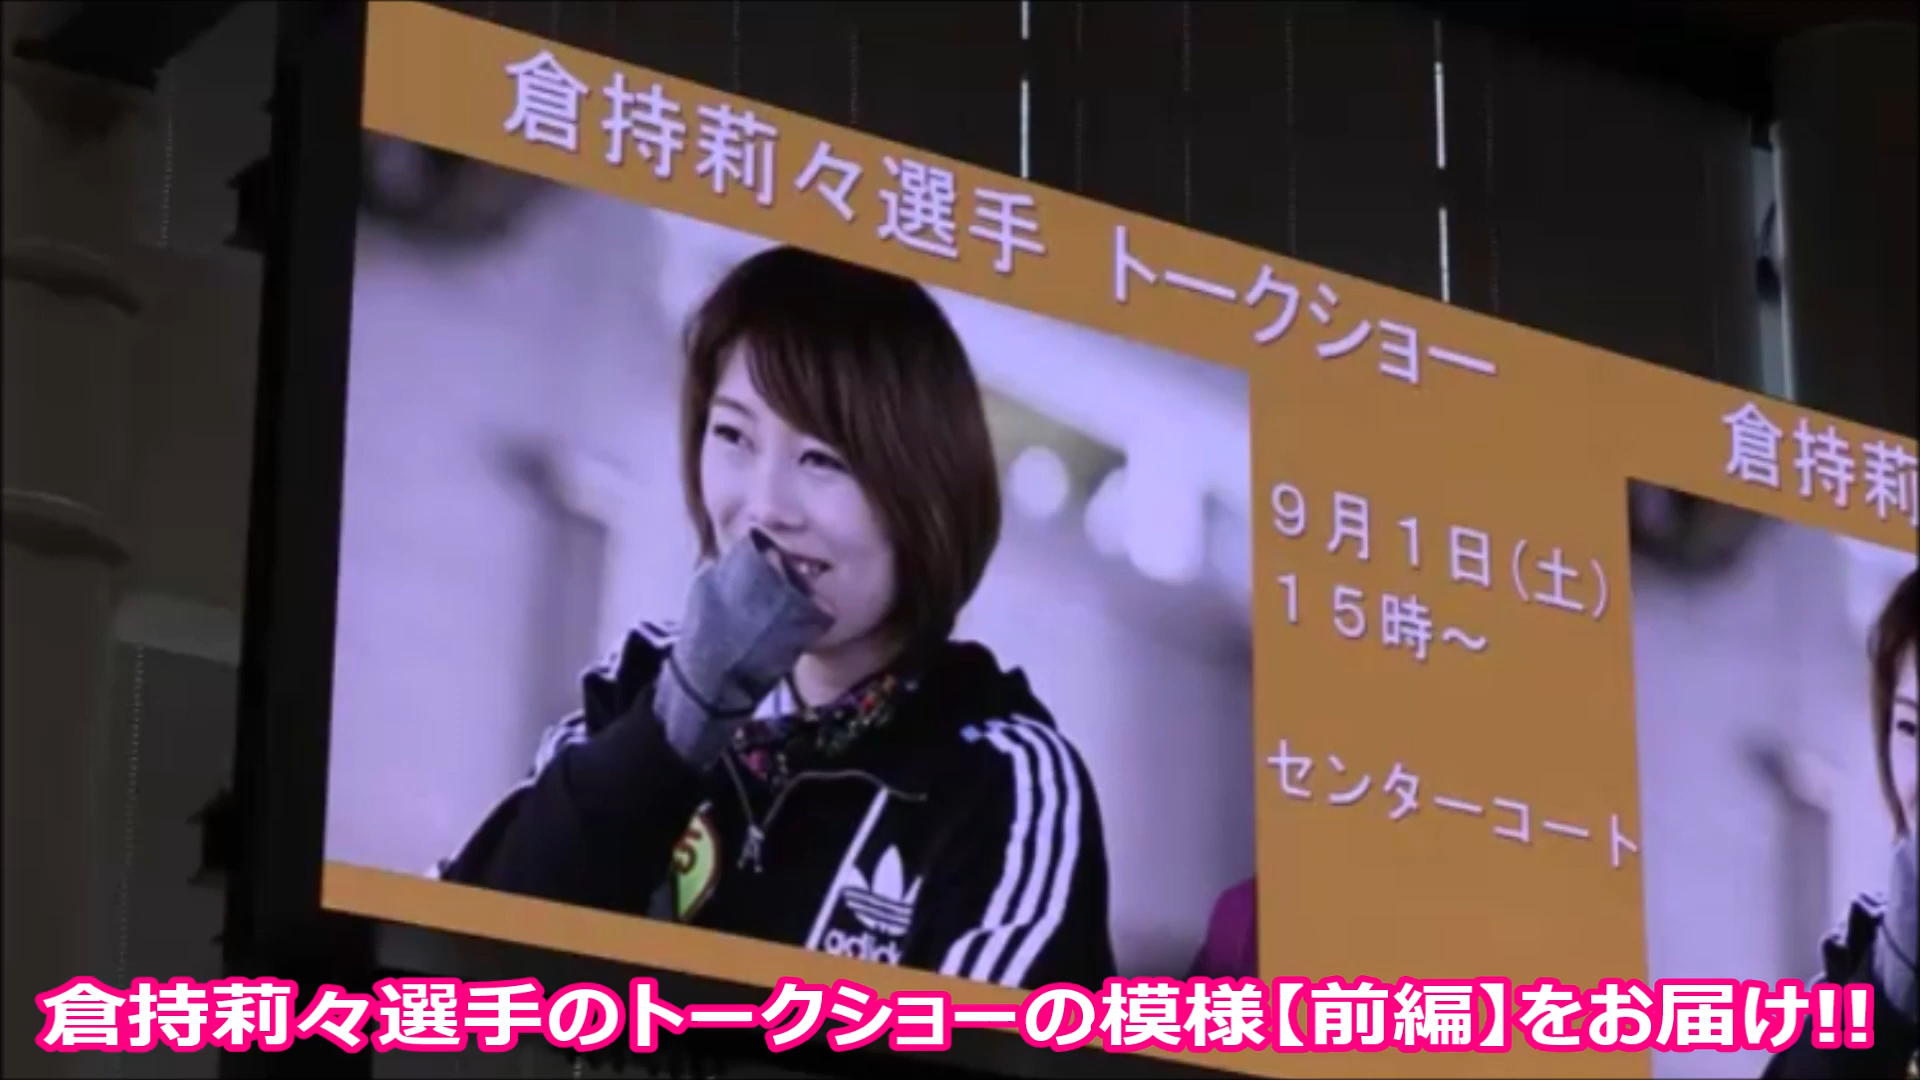 倉持莉々選手 トークショー
9月1日(土)
15時～
センターコート
倉持莉
adidas
倉持莉々選手のトークショーの模様【前編】をお届け!!